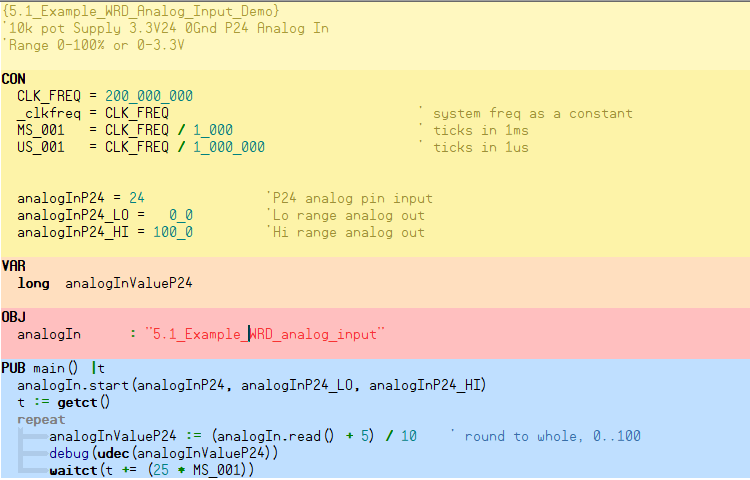 {5.1_Example_WRD_Analog_Input_Demo}
'10k pot Supply 3.3V24 0Gnd P24 Analog In
'Range 0-100% or 0-3.3V
CON
CLK_FREQ = 200_000_000
_clkfreq = CLK_FREQ ' system freq as a constant
MS_001 = CLK_FREQ / 1_000 ' ticks in 1ms
US_001 = CLK_FREQ / 1_000_000 ' ticks in 1us
analogInP24 = 24 'P24 analog pin input
analogInP24_LO = 0_0 'Lo range analog out
analogInP24_HI = 100_0 'Hi range analog out
VAR
long analogInValueP24
OBJ
analogIn : "5.1_Example_WRD_analog_input"
PUB main() |t
analogIn.start(analogInP24, analogInP24_LO, analogInP24_HI)
t := getct()
repeat
analogInValueP24 := (analogIn.read() + 5) / 10 ' round to whole, 0..100
debug(udec(analogInValueP24))
waitct(t += (25 * MS_001))